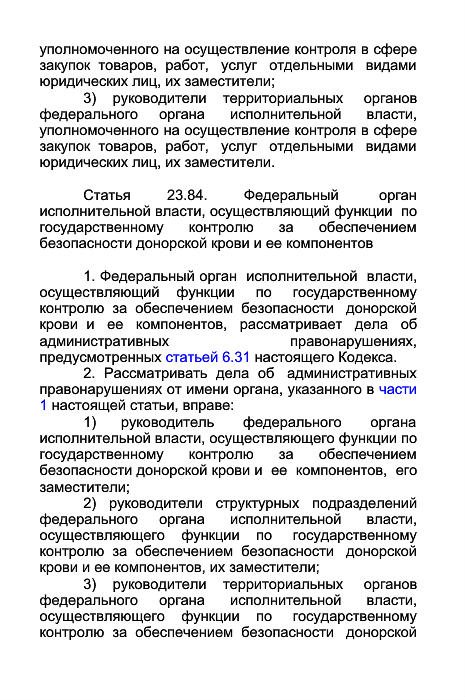 уполномоченного на осуществление контроля в сфере
закупок товаров, работ, услуг отдельными видами
юридических лиц, их заместители;
3) руководители территориальных органов
федерального органа исполнительной власти,
уполномоченного на осуществление контроля в сфере
закупок товаров, работ, услуг отдельными видами
юридических лиц, их заместители.
Статья 23.84. Федеральный орган
исполнительной власти, осуществляющий функции по
государственному контролю за обеспечением
безопасности донорской крови и ее компонентов
1. Федеральный орган исполнительной власти,
осуществляющий функции по государственному
контролю за обеспечением безопасности донорской
крови и ее компонентов, рассматривает дела об
административных правонарушениях,
предусмотренных статьей 6.31 настоящего Кодекса.
2. Рассматривать дела об административных
правонарушениях от имени органа, указанного в части
1 настоящей статьи, вправе:
1) руководитель федерального органа
исполнительной власти, осуществляющего функции по
государственному контролю за обеспечением
безопасности донорской крови и ее компонентов, его
заместители;
2) руководители структурных подразделений
федерального органа исполнительной власти,
осуществляющего функции по государственному
контролю за обеспечением безопасности донорской
крови и ее компонентов, их заместители;
3) руководители территориальных органов
федерального органа исполнительной власти,
осуществляющего функции по государственному
контролю за обеспечением безопасности донорской